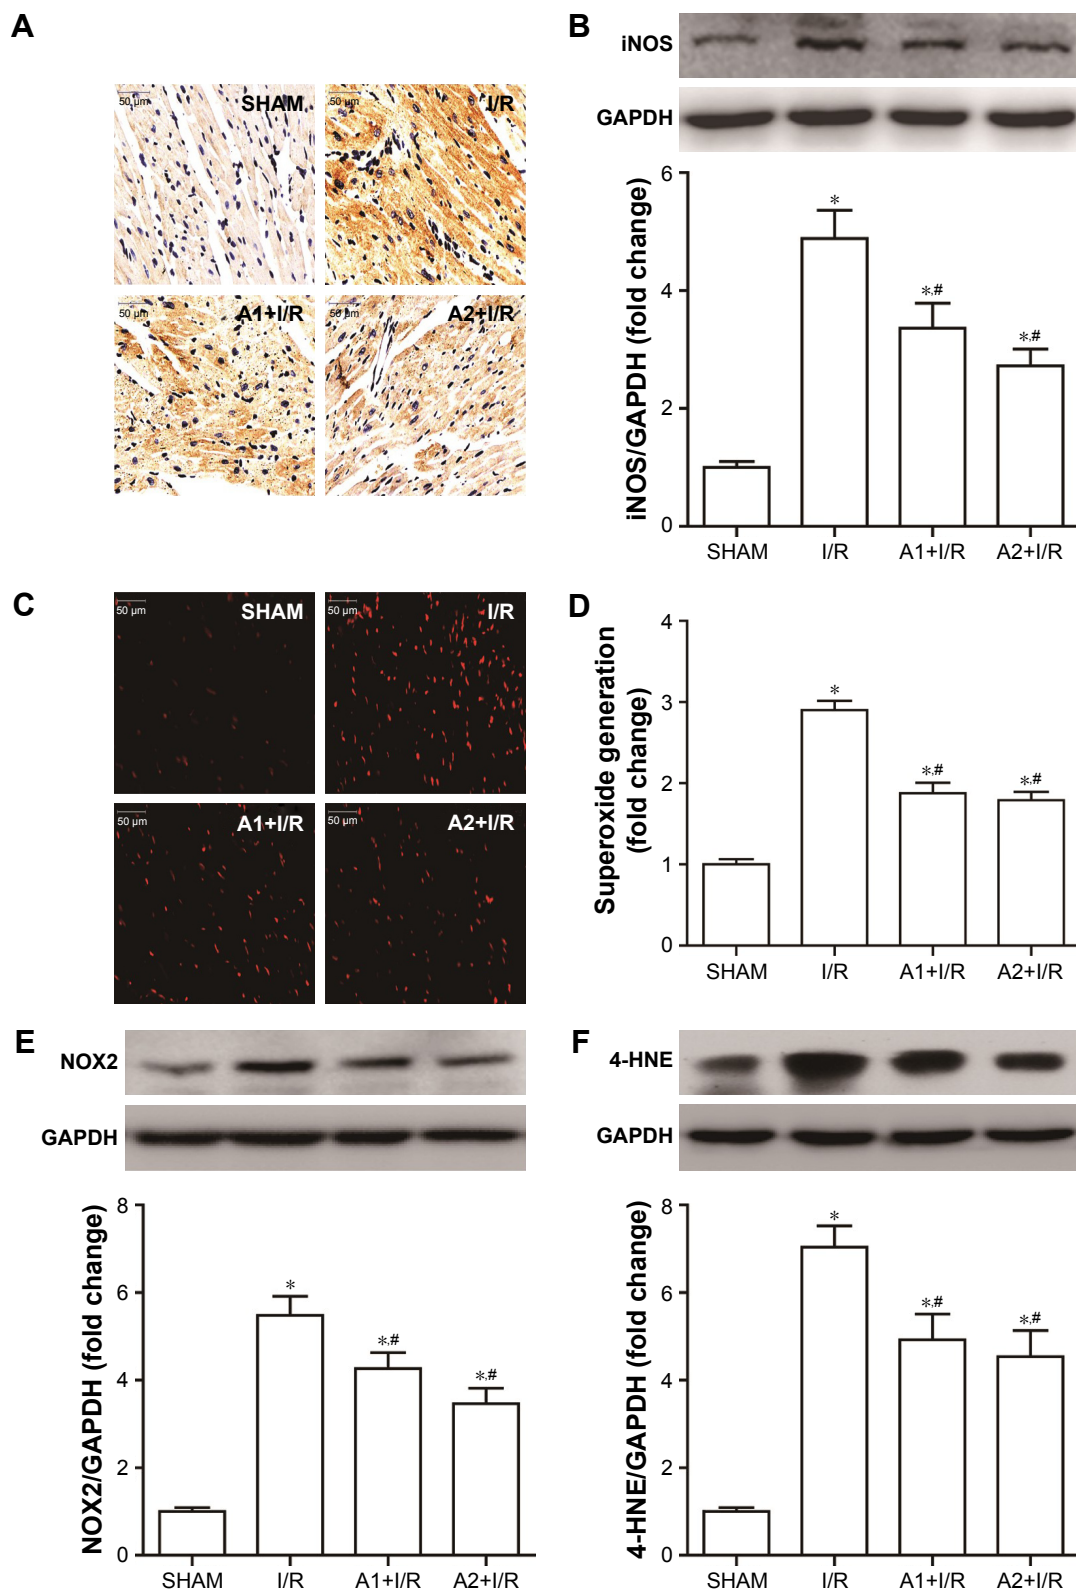 A
50 µm
SHAM
50 µm
I/R
50 µm
A1+I/R
50 µm
A2+I/R
B
iNOS
GAPDH
iNOS/GAPDH (fold change)
6
4
2
0
*
*,#
*,#
SHAM
I/R
A1+I/R
A2+I/R
C
50 µm
SHAM
50 µm
I/R
50 µm
A1+I/R
50 µm
A2+I/R
D
Superoxide generation
(fold change)
4
3
2
1
0
*
*,#
*,#
SHAM
I/R
A1+I/R
A2+I/R
E
NOX2
GAPDH
NOX2/GAPDH (fold change)
8
6
4
2
0
*
*,#
*,#
SHAM
I/R
A1+I/R
A2+I/R
F
4-HNE
GAPDH
4-HNE/GAPDH (fold change)
8
6
4
2
0
*
*,#
*,#
SHAM
I/R
A1+I/R
A2+I/R